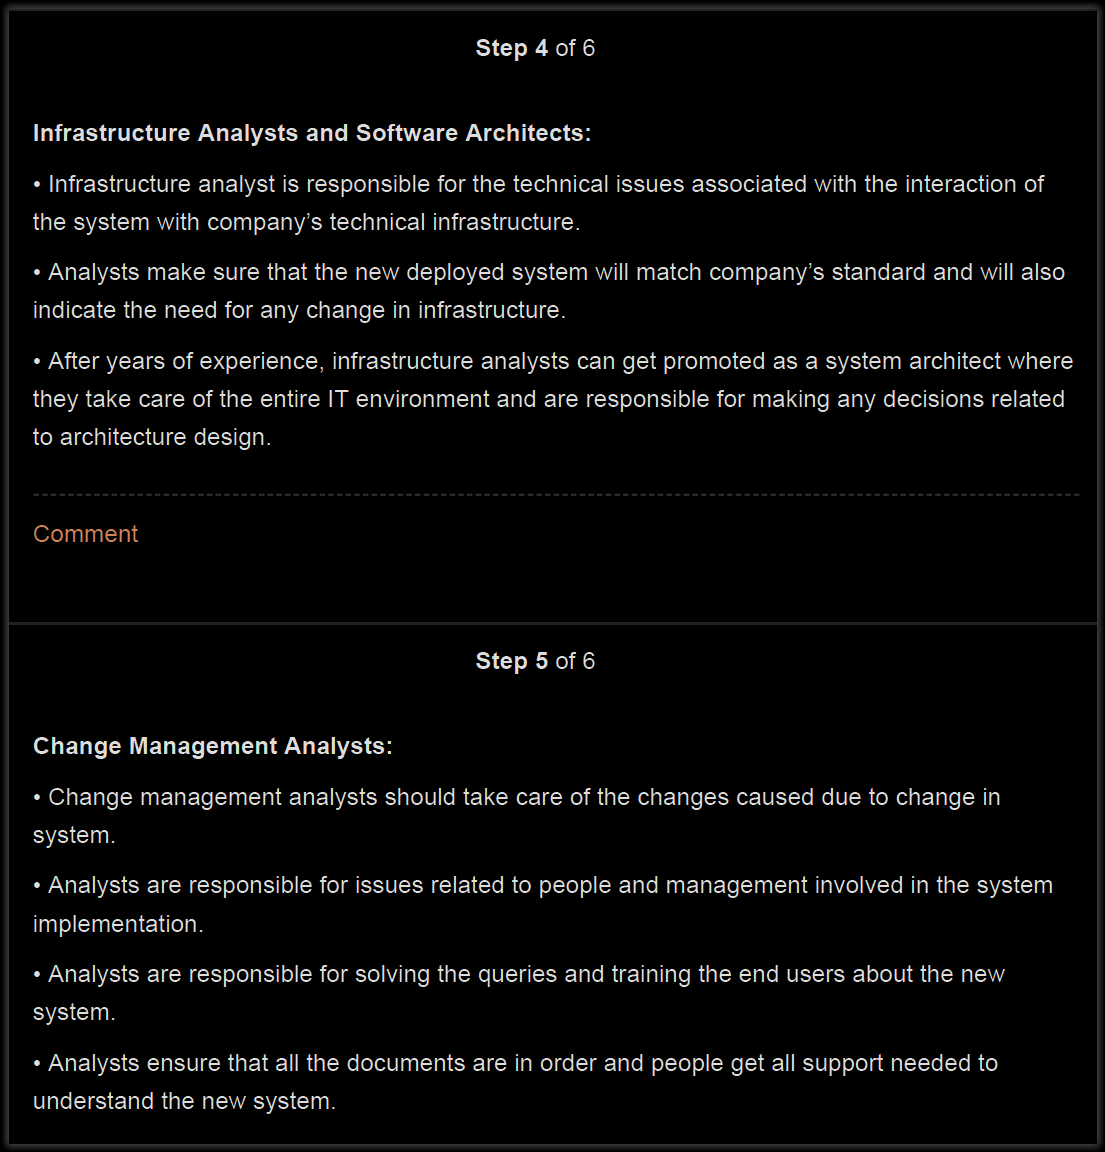 Step 4 of 6
Infrastructure Analysts and Software Architects:
• Infrastructure analyst is responsible for the technical issues associated with the interaction of
the system with company’s technical infrastructure.
• Analysts make sure that the new deployed system will match company’s standard and will also
indicate the need for any change in infrastructure.
• After years of experience, infrastructure analysts can get promoted as a system architect where
they take care of the entire IT environment and are responsible for making any decisions related
to architecture design.
Comment
Step 5 of 6
Change Management Analysts:
• Change management analysts should take care of the changes caused due to change in
system.
• Analysts are responsible for issues related to people and management involved in the system
implementation.
• Analysts are responsible for solving the queries and training the end users about the new
system.
• Analysts ensure that all the documents are in order and people get all support needed to
understand the new system.